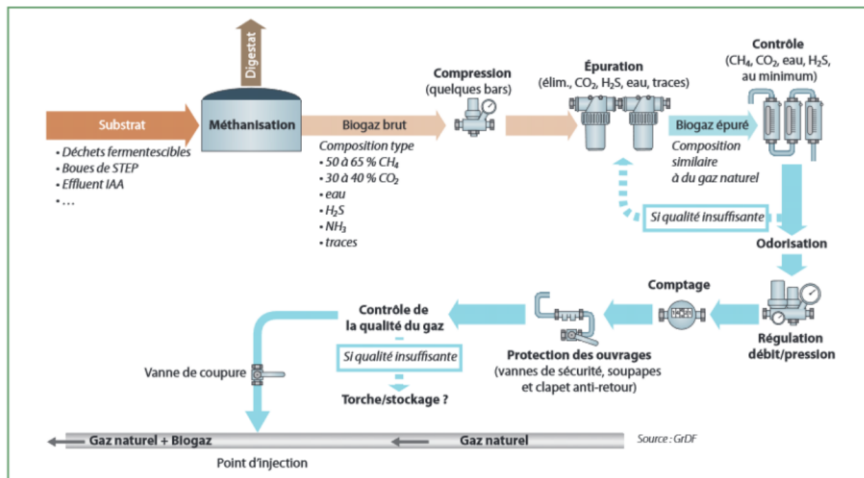 Digestat
Substrat
• Déchets fermentescibles
• Boues de STEP
• Effluent IAA
• ...
Méthanisation
Biogaz brut
Composition type
• 50 à 65 % CH₄
• 30 à 40 % CO₂
• eau
• H₂S
• NH₃
• traces
Compression
(quelques bars)
Épuration
(élim., CO₂, H₂S, eau, traces)
Biogaz épuré
Composition
similaire
à du gaz naturel
Contrôle
(CH₄, CO₂, eau, H₂S,
au minimum)
Si qualité insuffisante
Odorisation
Régulation
débit/pression
Comptage
Protection des ouvrages
(vannes de sécurité, soupapes
et clapet anti-retour)
Contrôle de
la qualité du gaz
Si qualité insuffisante
Torche/stockage ?
Vanne de coupure
Gaz naturel + Biogaz
Gaz naturel
Source : GrDF
Point d'injection